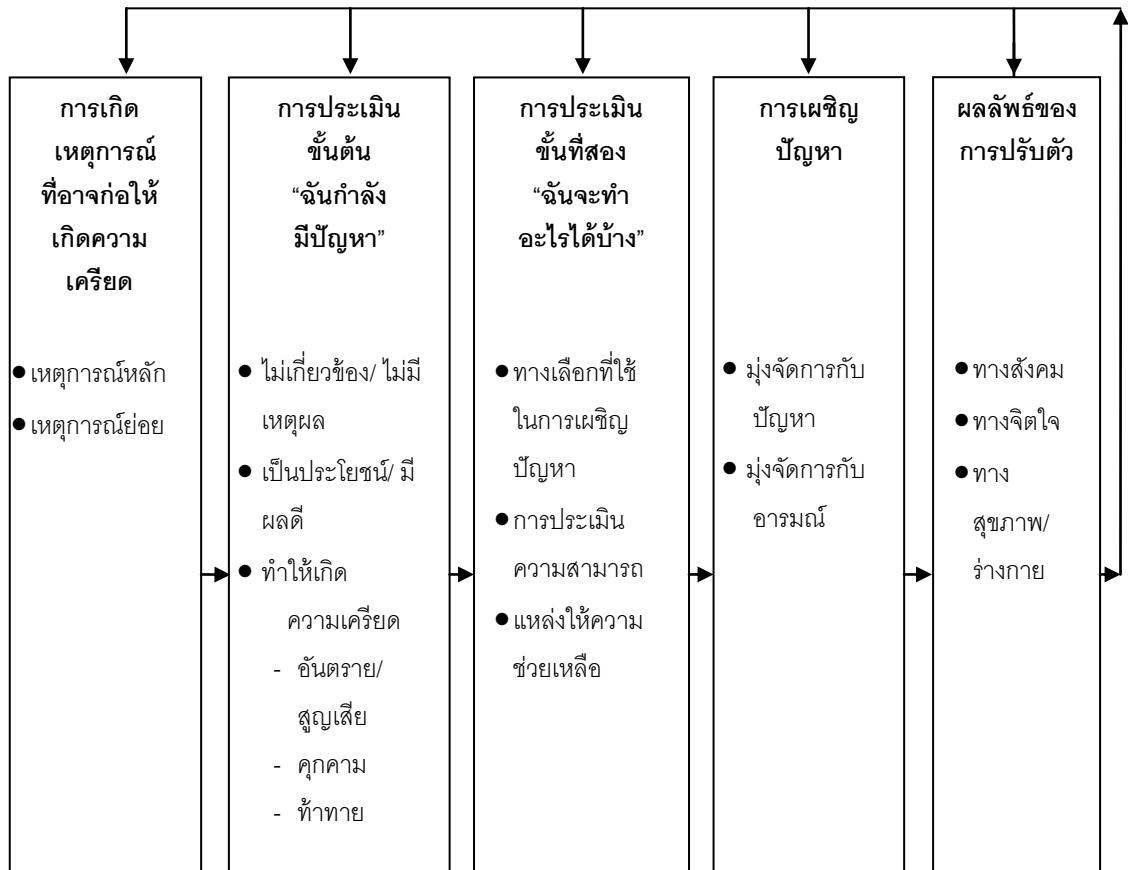 การเกิด
เหตุการณ์
ที่อาจก่อให้
เกิดความ
เครียด
● เหตุการณ์หลัก
● เหตุการณ์ย่อย
การประเมิน
ขั้นต้น
“ฉันกำลัง
มีปัญหา”
● ไม่เกี่ยวข้อง/ ไม่มี
เหตุผล
● เป็นประโยชน์/ มี
ผลดี
● ทำให้เกิด
ความเครียด
- อันตราย/
สูญเสีย
- คุกคาม
- ท้าทาย
การประเมิน
ขั้นที่สอง
“ฉันจะทำ
อะไรได้บ้าง”
● ทางเลือกที่ใช้
ในการเผชิญ
ปัญหา
● การประเมิน
ความสามารถ
● แหล่งให้ความ
ช่วยเหลือ
การเผชิญ
ปัญหา
● มุ่งจัดการกับ
ปัญหา
● มุ่งจัดการกับ
อารมณ์
ผลลัพธ์ของ
การปรับตัว
● ทางสังคม
● ทางจิตใจ
● ทาง
สุขภาพ/
ร่างกาย